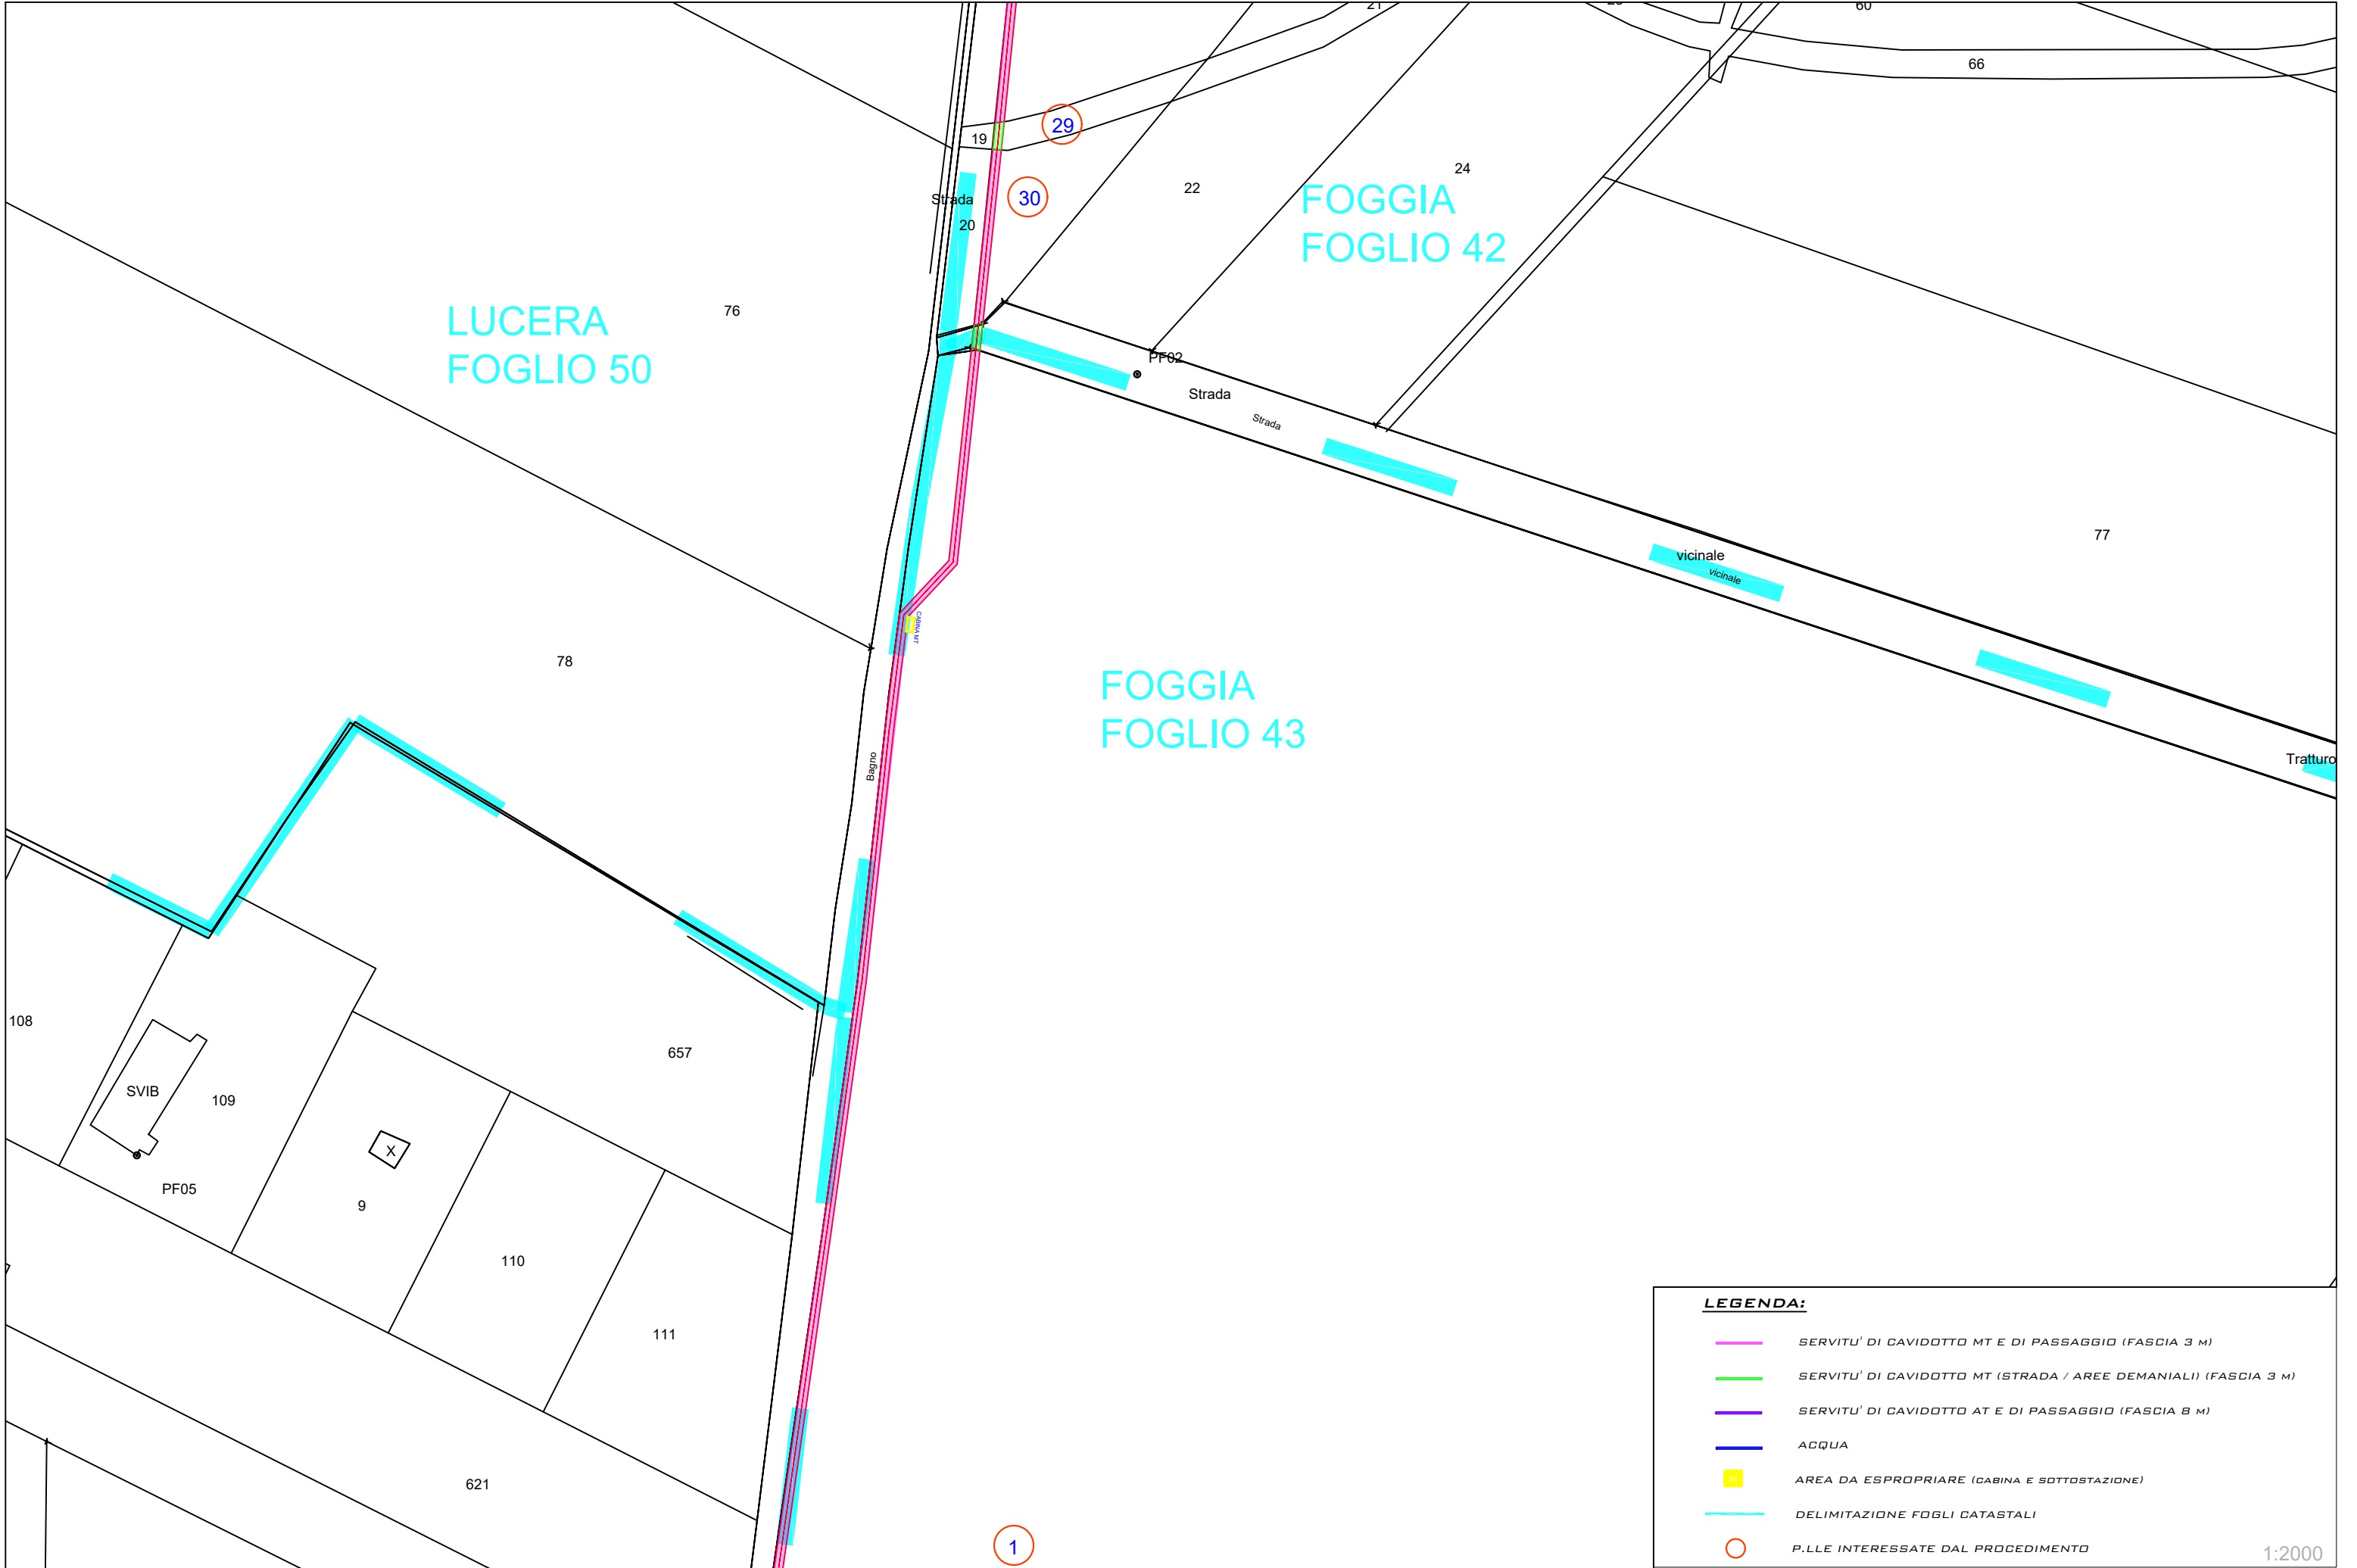 60
66
29
19
24
22
30
Strada
20
FOGGIA
FOGLIO 42
LUCERA
FOGLIO 50
76
PF02
Strada
Strada
77
vicinale
vicinale
CABINA MT
78
FOGGIA
FOGLIO 43
Bagno
Tratturo
108
657
SVIB
109
X
PF05
9
110
111
621
1
LEGENDA:
SERVITU' DI CAVIDOTTO MT E DI PASSAGGIO (FASCIA 3 M)
SERVITU' DI CAVIDOTTO MT (STRADA / AREE DEMANIALI) (FASCIA 3 M)
SERVITU' DI CAVIDOTTO AT E DI PASSAGGIO (FASCIA 8 M)
ACQUA
AREA DA ESPROPRIARE (CABINA E SOTTOSTAZIONE)
DELIMITAZIONE FOGLI CATASTALI
P.LLE INTERESSATE DAL PROCEDIMENTO
1:2000